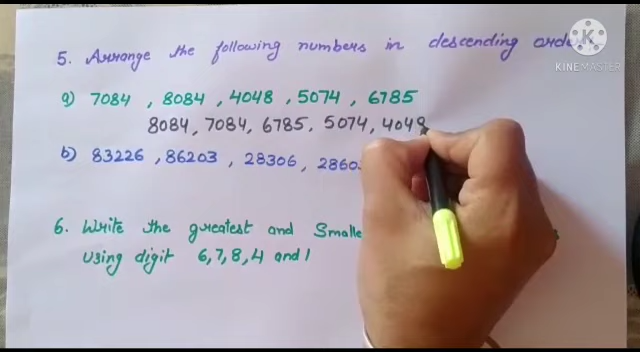 5. Arrange the following numbers in descending order
K
KINEMASTER
a) 7084 , 8084 , 4048 , 5074 , 6785
8084, 7084, 6785, 5074, 4048
b) 83226 , 86203 , 28306 ,
6. Write the greatest and
Using digit 6,7,8,4 and 1